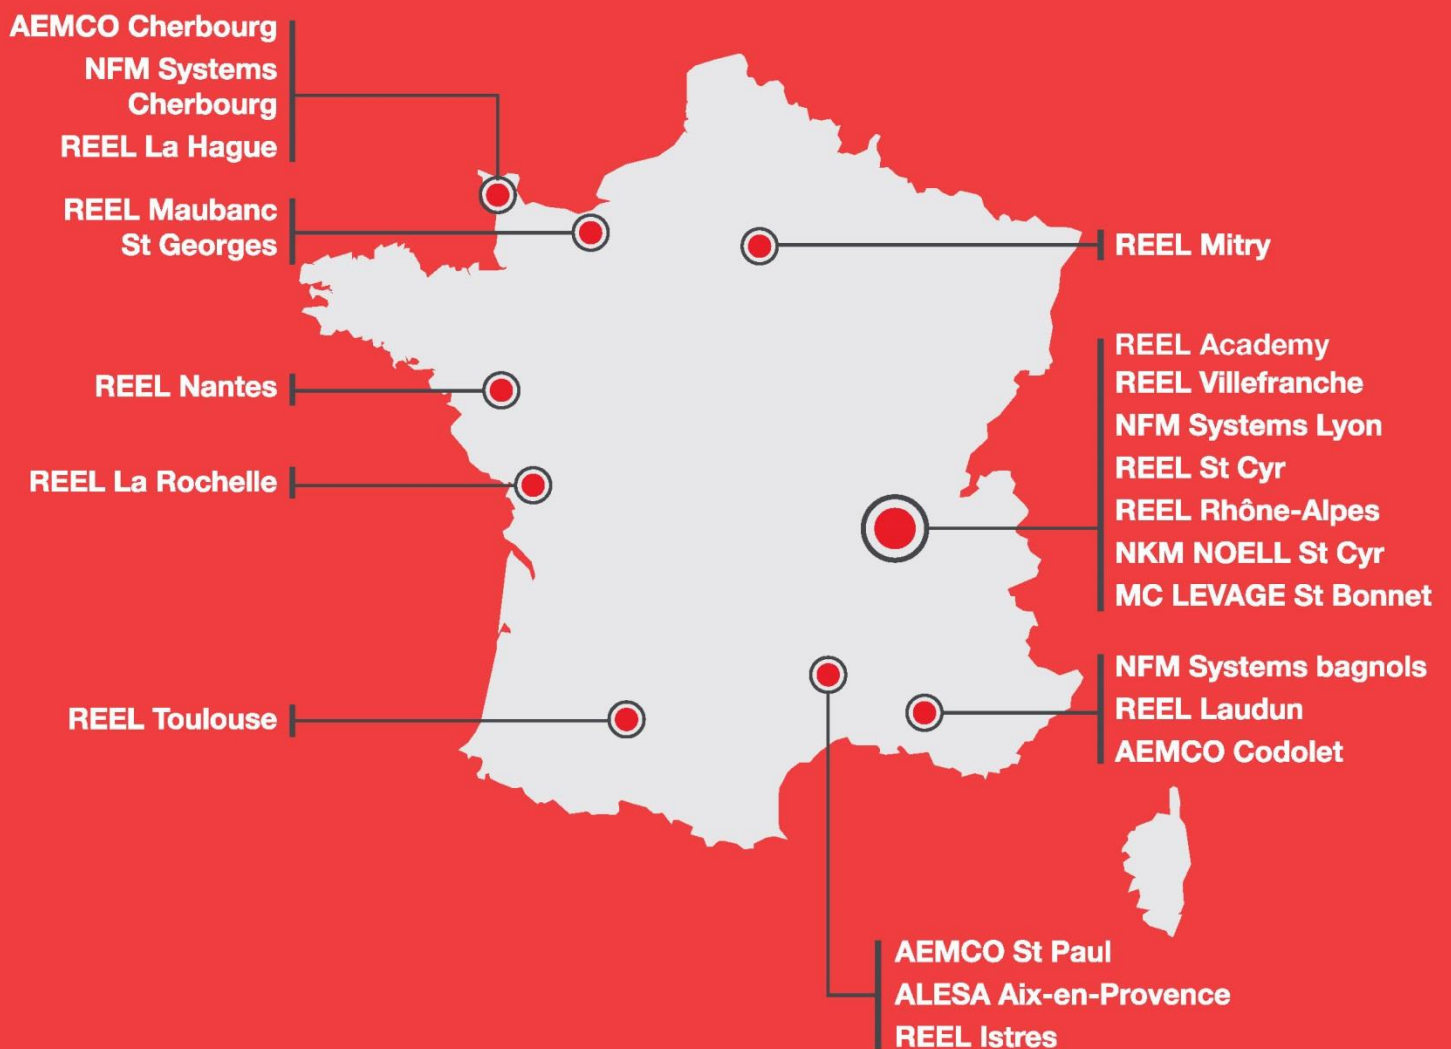 AEMCO Cherbourg
NFM Systems
Cherbourg
REEL La Hague
REEL Maubanc
St Georges
REEL Nantes
REEL La Rochelle
REEL Toulouse
REEL Mitry
REEL Academy
REEL Villefranche
NFM Systems Lyon
REEL St Cyr
REEL Rhône-Alpes
NKM NOELL St Cyr
MC LEVAGE St Bonnet
NFM Systems bagnols
REEL Laudun
AEMCO Codolet
AEMCO St Paul
ALESA Aix-en-Provence
REEL Istres